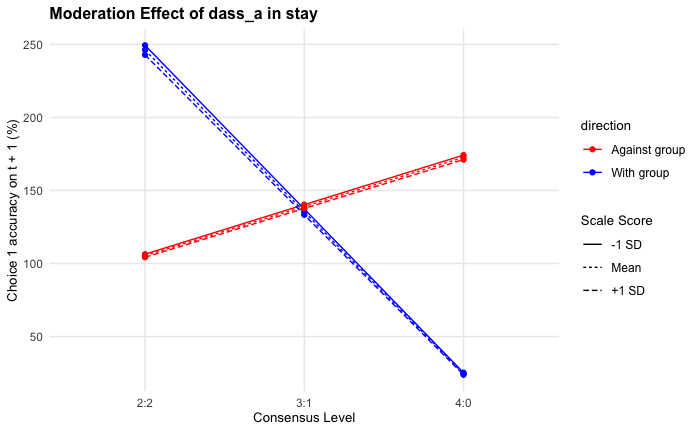 Moderation Effect of dass_a in stay
Choice 1 accuracy on t + 1 (%)
250
200
150
100
50
2:2
3:1
4:0
Consensus Level
direction
Against group
With group
Scale Score
-1 SD
Mean
+1 SD